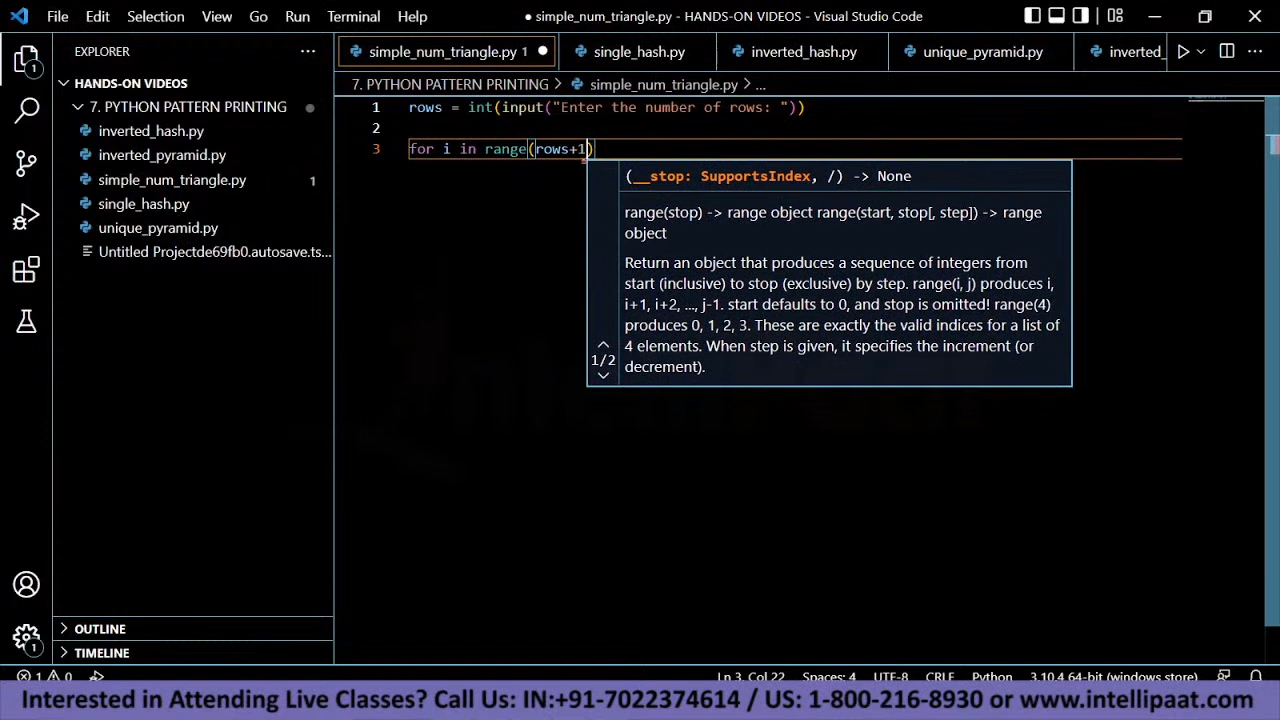 File Edit Selection View Go Run Terminal Help
● simple_num_triangle.py - HANDS-ON VIDEOS - Visual Studio Code
EXPLORER
simple_num_triangle.py 1
single_hash.py
inverted_hash.py
unique_pyramid.py
inverted_
HANDS-ON VIDEOS
7. PYTHON PATTERN PRINTING
inverted_hash.py
inverted_pyramid.py
simple_num_triangle.py 1
single_hash.py
unique_pyramid.py
Untitled Projectde69fb0.autosave.ts...
7. PYTHON PATTERN PRINTING > simple_num_triangle.py > ...
1 rows = int(input("Enter the number of rows: "))
2
3 for i in range(rows+1)
(__stop: SupportsIndex, /) -> None
range(stop) -> range object range(start, stop[, step]) -> range
object
Return an object that produces a sequence of integers from
start (inclusive) to stop (exclusive) by step. range(i, j) produces i,
i+1, i+2, ..., j-1. start defaults to 0, and stop is omitted! range(4)
produces 0, 1, 2, 3. These are exactly the valid indices for a list of
4 elements. When step is given, it specifies the increment (or
decrement).
1/2
1
1
OUTLINE
TIMELINE
1 0
Ln 3, Col 22 Spaces: 4 UTF-8 CRLF Python 3.10.4 64-bit (windows store)
Interested in Attending Live Classes? Call Us: IN:+91-7022374614 / US: 1-800-216-8930 or www.intellipaat.com